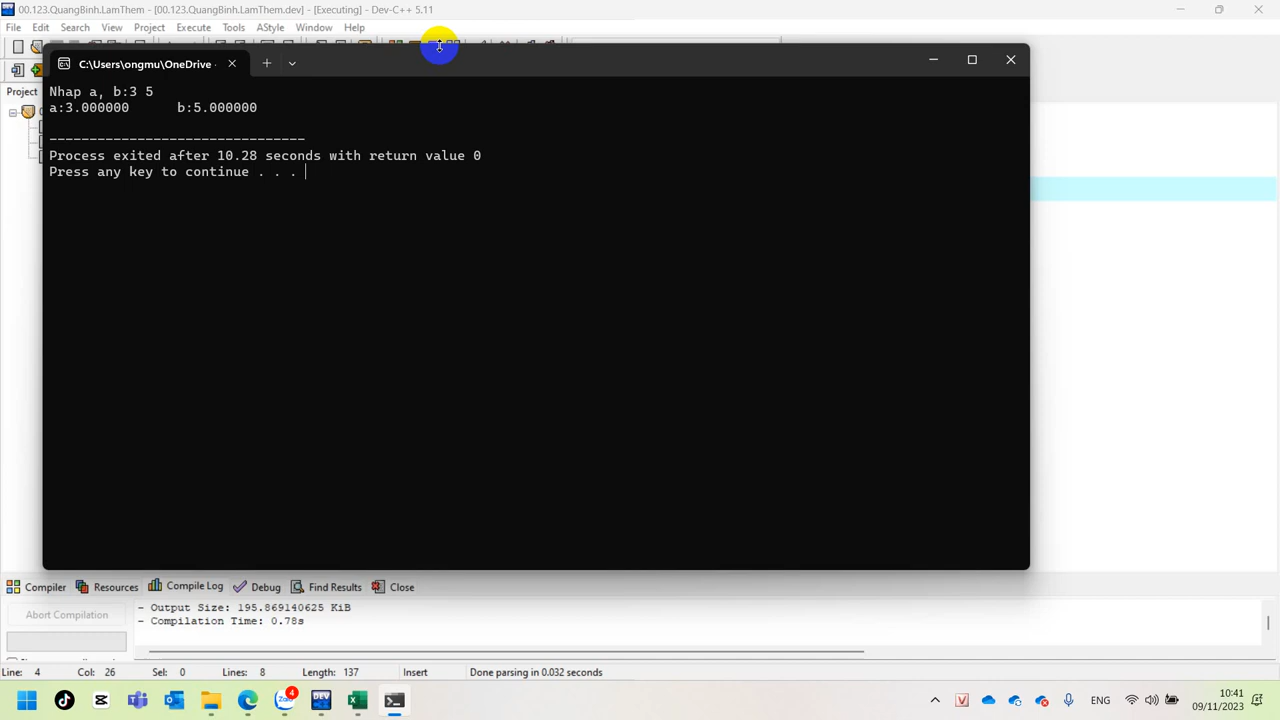 00.123.QuangBinh.LamThem - [00.123.QuangBinh.LamThem.dev] - [Executing] - Dev-C++ 5.11
File Edit Search View Project Execute Tools AStyle Window Help
C:\Users\ongmu\OneDrive
Project
Nhap a, b:3 5
a:3.000000 b:5.000000
--------------------------------
Process exited after 10.28 seconds with return value 0
Press any key to continue . . .
Compiler Resources Compile Log Debug Find Results Close
Abort Compilation
- Output Size: 195.869140625 KiB
- Compilation Time: 0.78s
Line: 4 Col: 26 Sel: 0 Lines: 8 Length: 137 Insert Done parsing in 0.032 seconds
4
ENG
10:41
09/11/2023